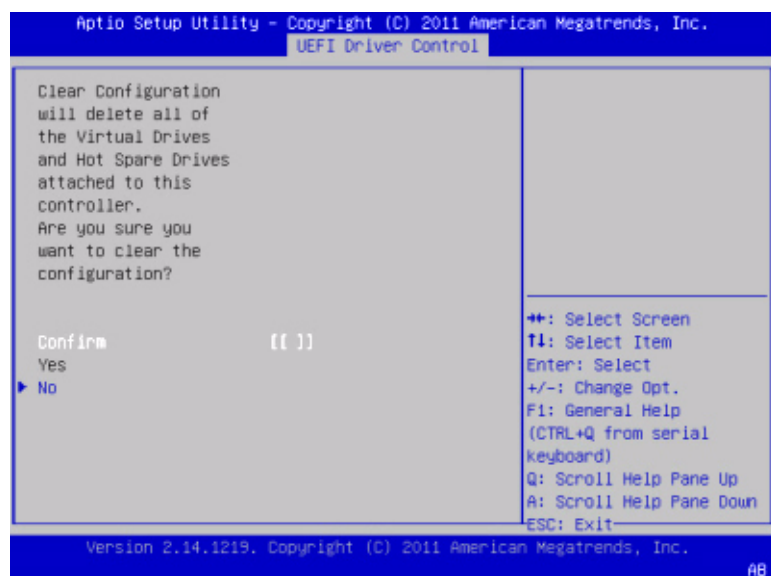 Aptio Setup Utility – Copyright (C) 2011 American Megatrends, Inc.
UEFI Driver Control
Clear Configuration
will delete all of
the Virtual Drives
and Hot Spare Drives
attached to this
controller.
Are you sure you
want to clear the
configuration?
Confirm [[ ]]
Yes
No
→←: Select Screen
↑↓: Select Item
Enter: Select
+/-: Change Opt.
F1: General Help
(CTRL+Q from serial
keyboard)
Q: Scroll Help Pane Up
A: Scroll Help Pane Down
ESC: Exit
Version 2.14.1219. Copyright (C) 2011 American Megatrends, Inc.
AB